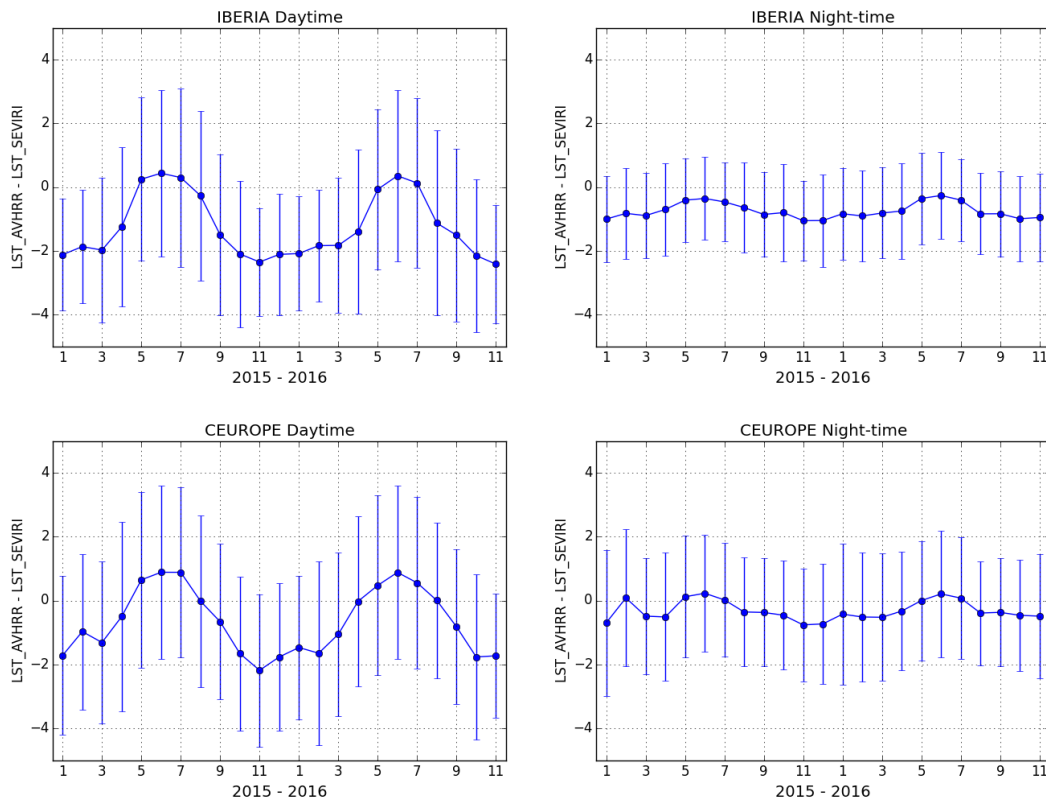 IBERIA Daytime
4
2
0
−2
−4
LST_AVHRR - LST_SEVIRI
1 3 5 7 9 11 1 3 5 7 9 11
2015 - 2016
IBERIA Night-time
4
2
0
−2
−4
LST_AVHRR - LST_SEVIRI
1 3 5 7 9 11 1 3 5 7 9 11
2015 - 2016
CEUROPE Daytime
4
2
0
−2
−4
LST_AVHRR - LST_SEVIRI
1 3 5 7 9 11 1 3 5 7 9 11
2015 - 2016
CEUROPE Night-time
4
2
0
−2
−4
LST_AVHRR - LST_SEVIRI
1 3 5 7 9 11 1 3 5 7 9 11
2015 - 2016